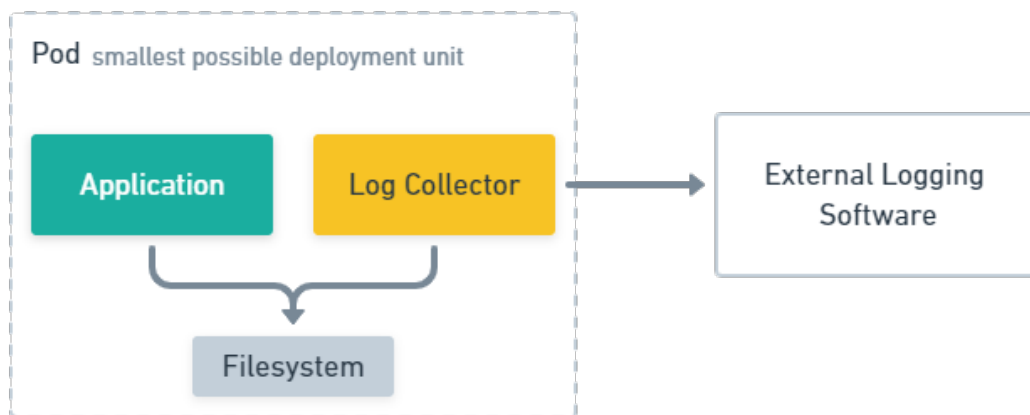 Pod smallest possible deployment unit
Application
Log Collector
External Logging
Software
Filesystem